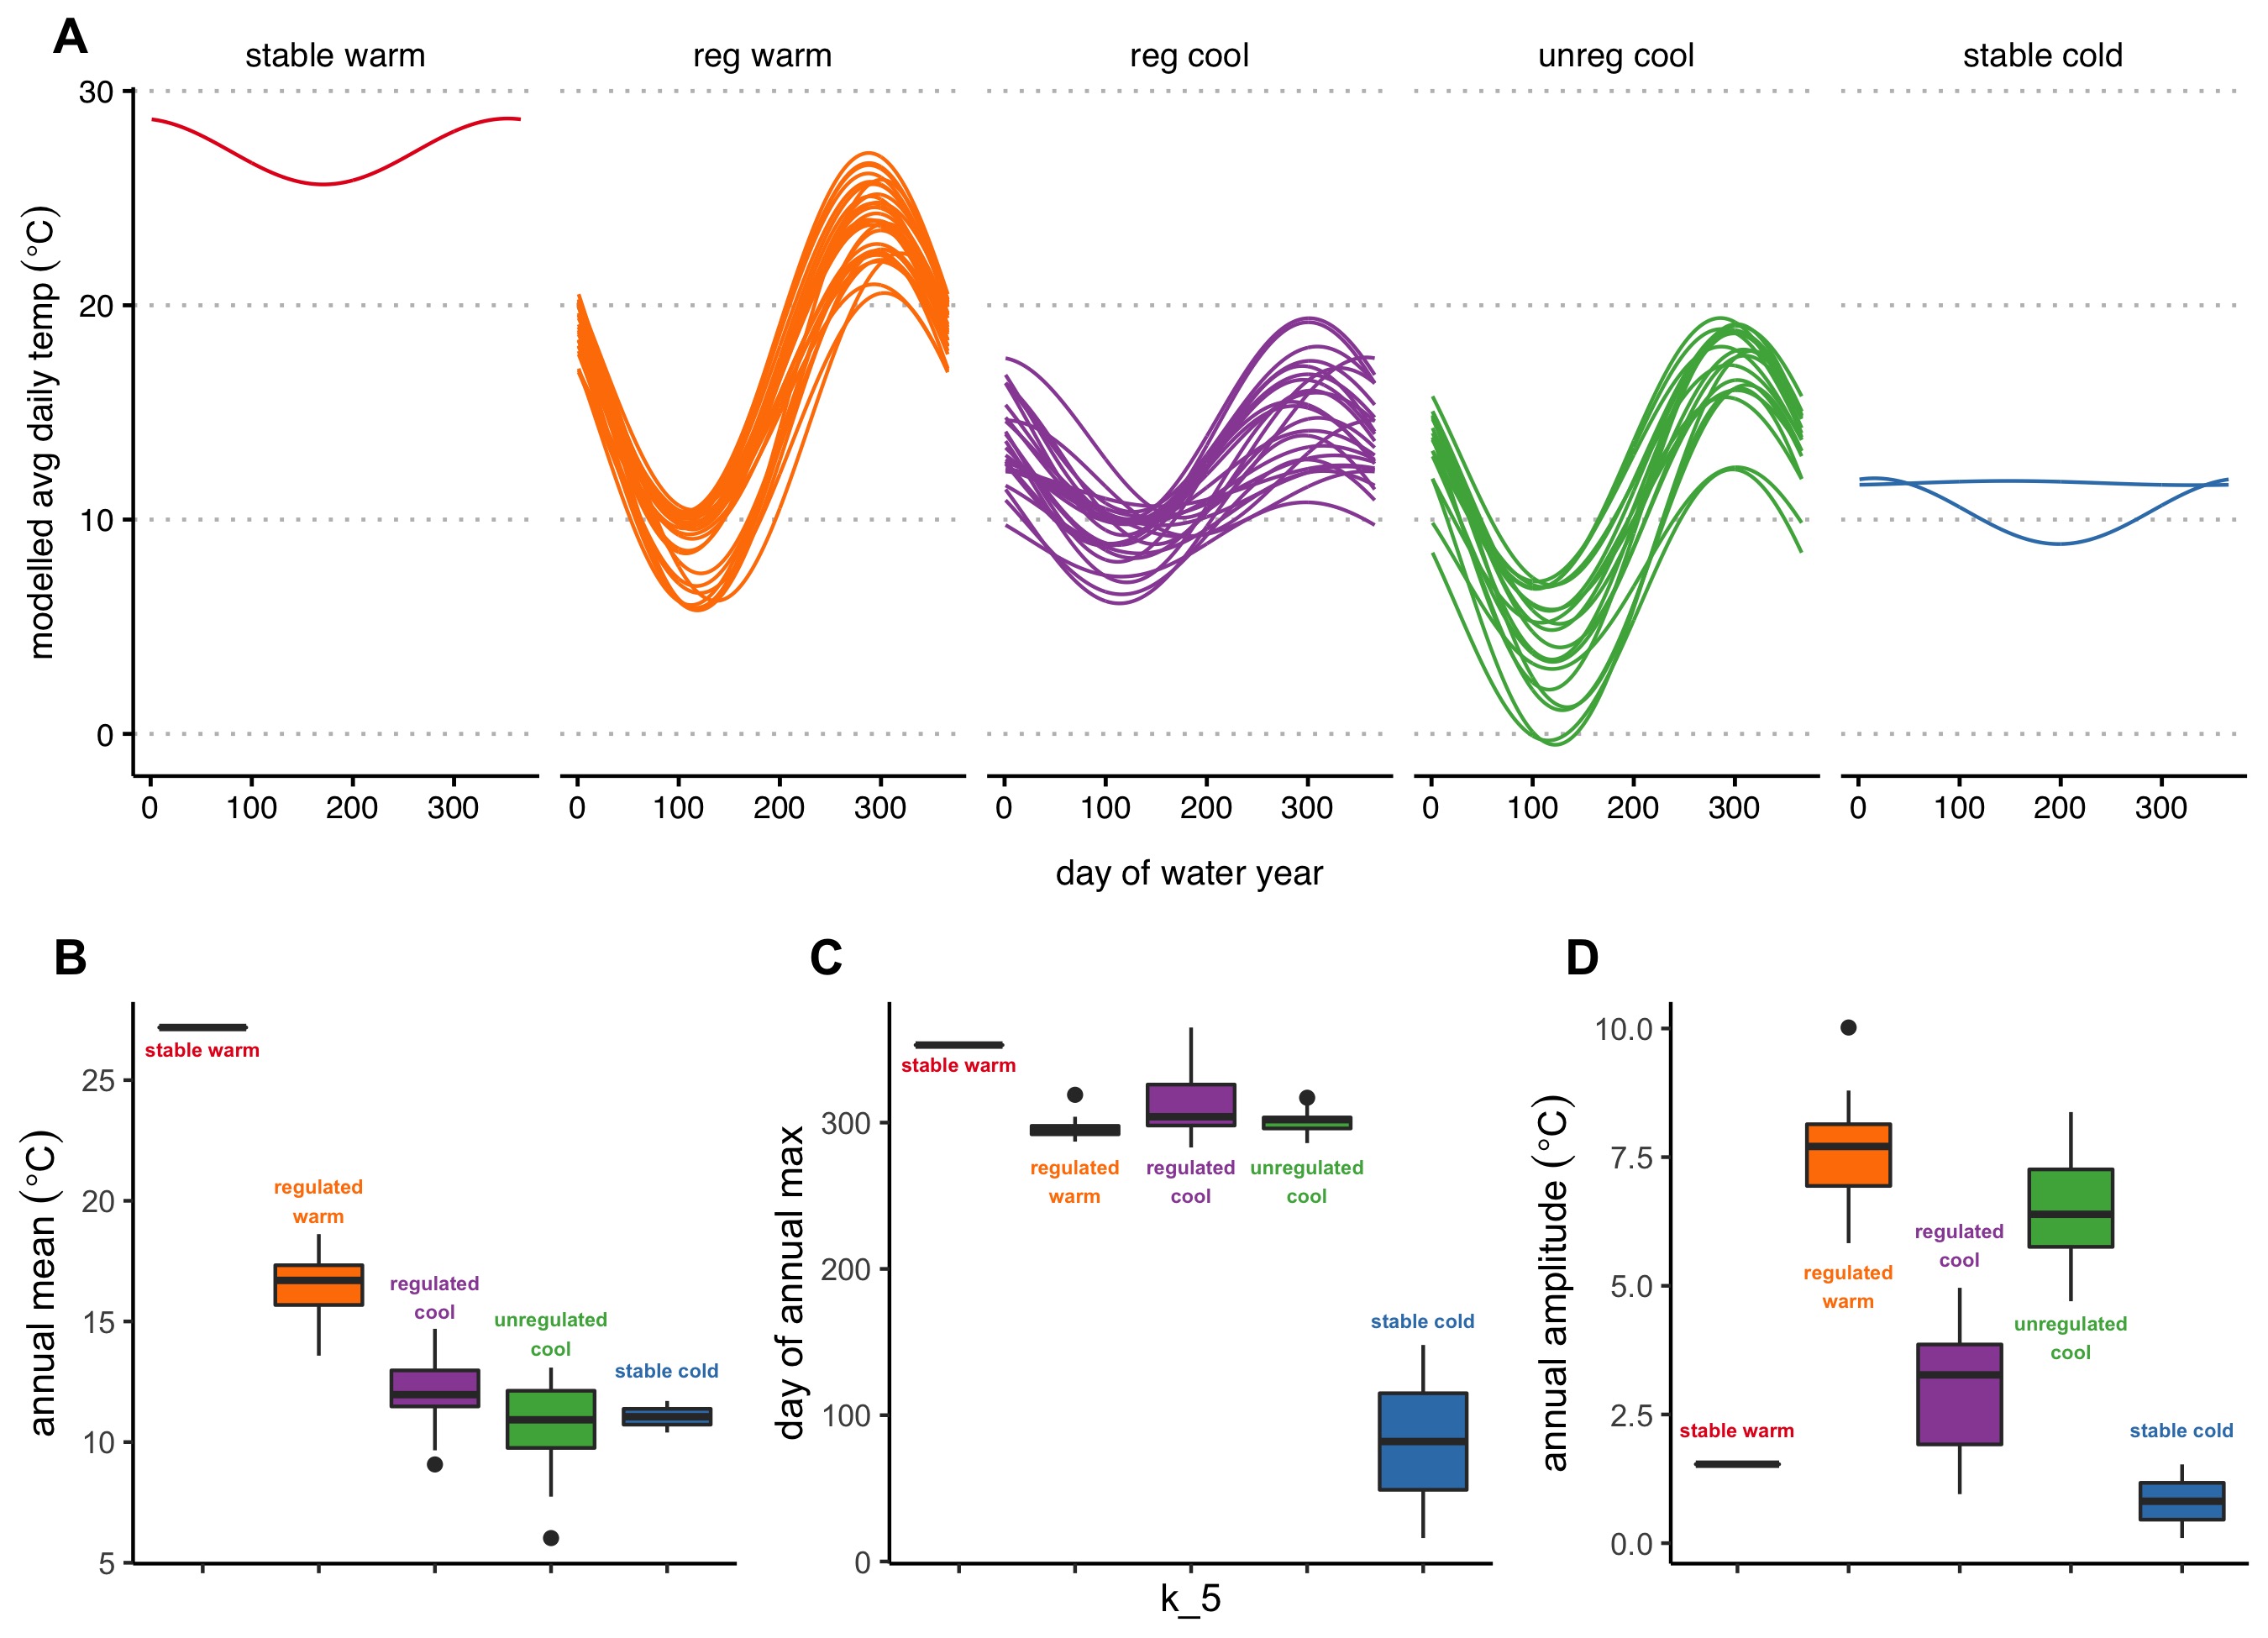 A
stable warm
reg warm
reg cool
unreg cool
stable cold
modelled avg daily temp (°C)
30
20
10
0
0 100 200 300
0 100 200 300
0 100 200 300
0 100 200 300
0 100 200 300
day of water year
B
annual mean (°C)
25
20
15
10
5
stable warm
regulated
warm
regulated
cool
unregulated
cool
stable cold
C
day of annual max
300
200
100
0
stable warm
regulated
warm
regulated
cool
unregulated
cool
stable cold
k_5
D
annual amplitude (°C)
10.0
7.5
5.0
2.5
0.0
stable warm
regulated
warm
regulated
cool
unregulated
cool
stable cold